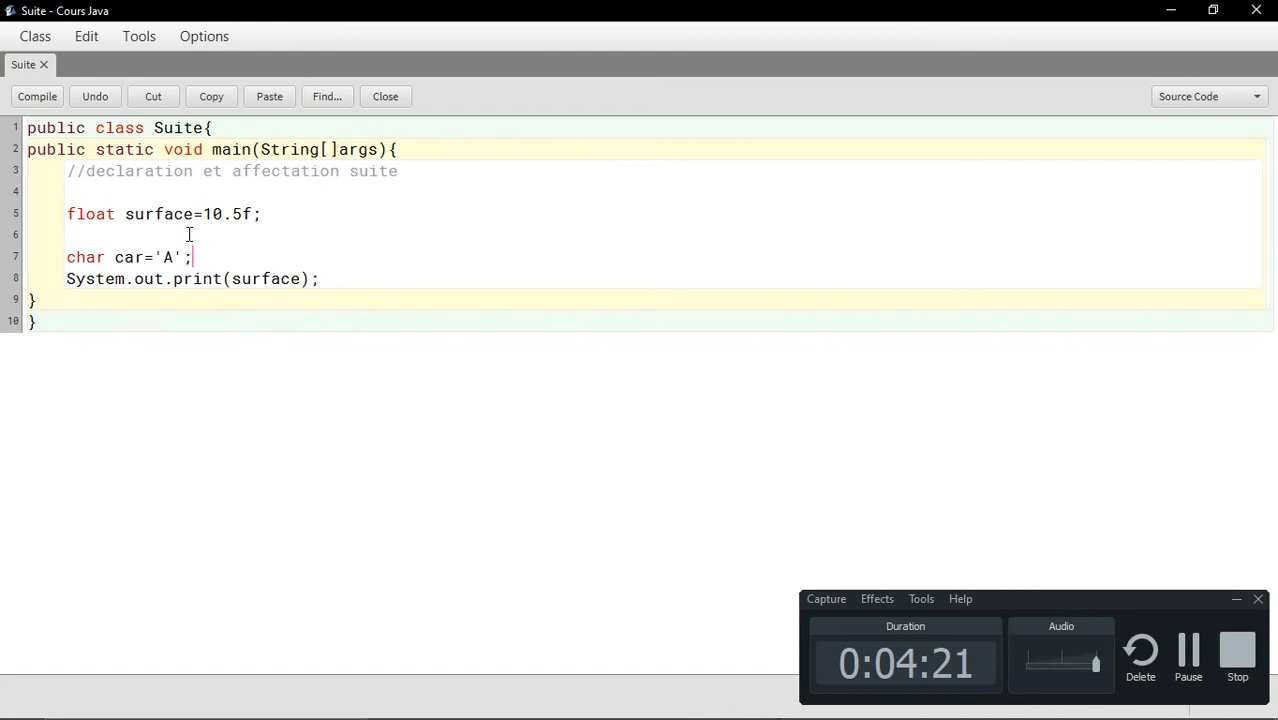 Suite - Cours Java
Class Edit Tools Options
Suite
Compile Undo Cut Copy Paste Find... Close Source Code
1 public class Suite{
2 public static void main(String[]args){
3 //declaration et affectation suite
4
5 float surface=10.5f;
6
7 char car='A';
8 System.out.print(surface);
9 }
10 }
Capture Effects Tools Help
Duration Audio
0:04:21
Delete Pause Stop